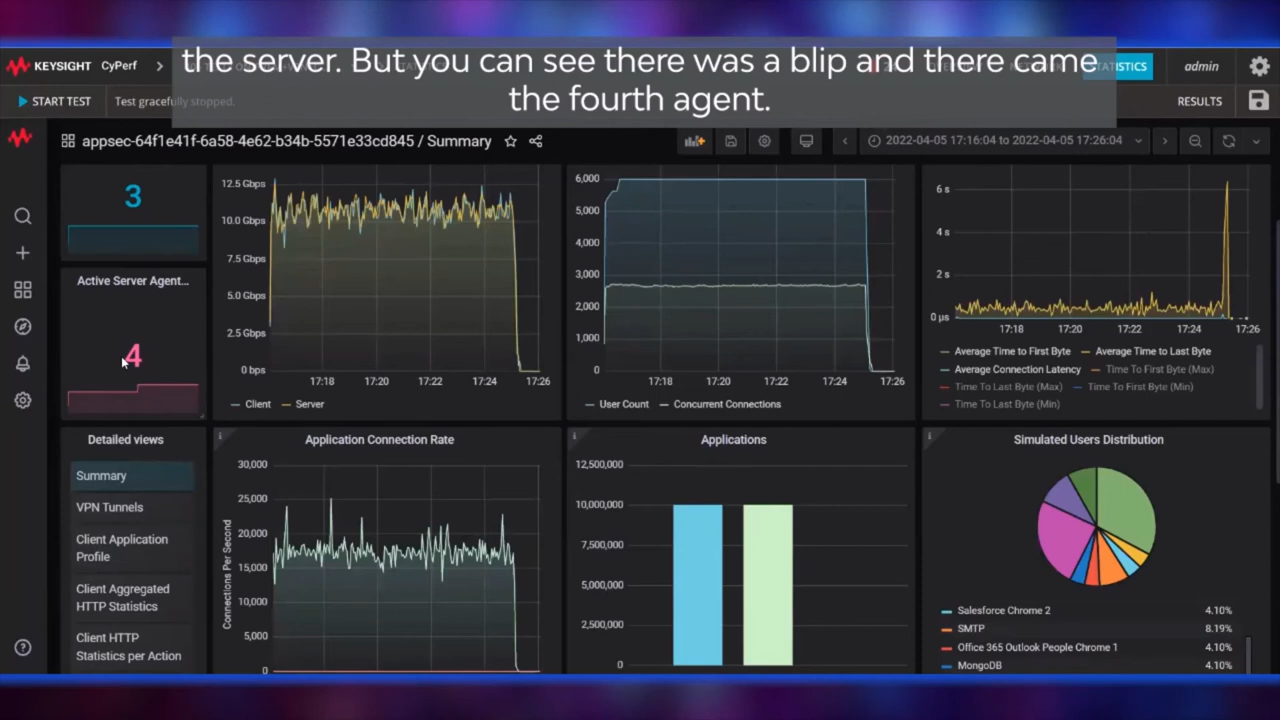 the server. But you can see there was a blip and there came
the fourth agent.
KEYSIGHT CyPerf
STATISTICS
admin
START TEST
Test gracefully stopped.
RESULTS
appsec-64f1e41f-6a58-4e62-b34b-5571e33cd845 / Summary
2022-04-05 17:16:04 to 2022-04-05 17:26:04
3
Active Server Agent...
4
12.5 Gbps
10.0 Gbps
7.5 Gbps
5.0 Gbps
2.5 Gbps
0 bps
17:18 17:20 17:22 17:24 17:26
Client Server
6,000
5,000
4,000
3,000
2,000
1,000
0
17:18 17:20 17:22 17:24 17:26
User Count Concurrent Connections
6 s
4 s
2 s
0 µs
17:18 17:20 17:22 17:24 17:26
Average Time to First Byte Average Time to Last Byte
Average Connection Latency Time To First Byte (Max)
Time To Last Byte (Max) Time To First Byte (Min)
Time To Last Byte (Min)
Detailed views
Summary
VPN Tunnels
Client Application
Profile
Client Aggregated
HTTP Statistics
Client HTTP
Statistics per Action
Application Connection Rate
Connections Per Second
30,000
25,000
20,000
15,000
10,000
5,000
0
Applications
12,500,000
10,000,000
7,500,000
5,000,000
2,500,000
0
Simulated Users Distribution
Salesforce Chrome 2 4.10%
SMTP 8.19%
Office 365 Outlook People Chrome 1 4.10%
MongoDB 4.10%